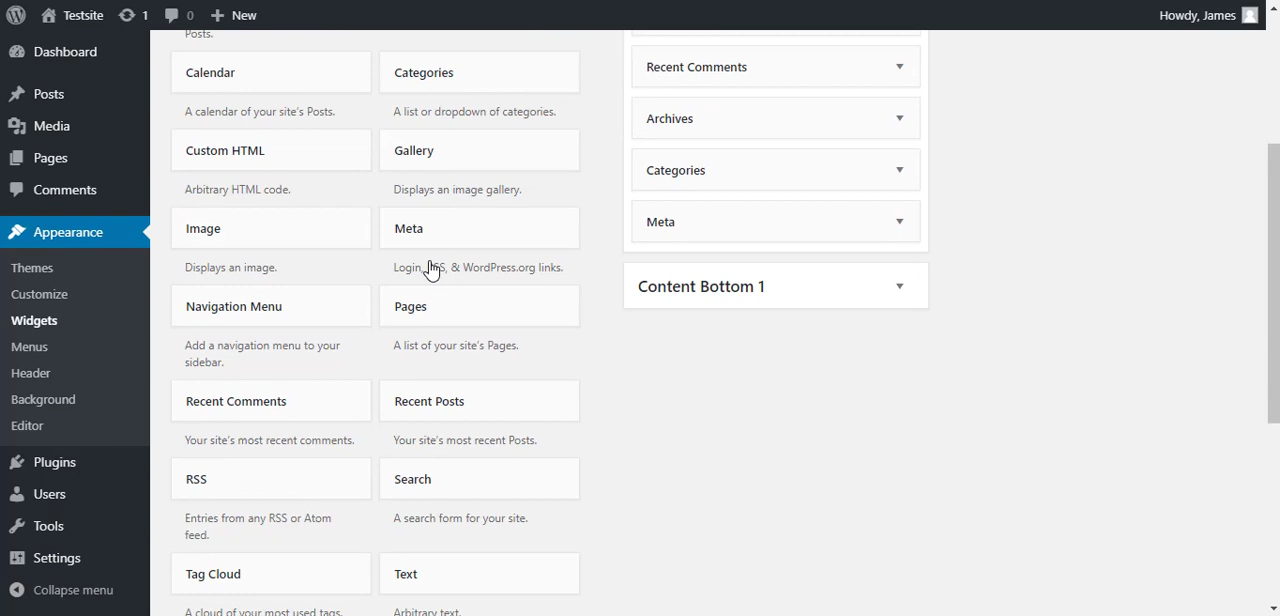 Testsite 1 0 New Howdy, James
Dashboard
Posts
Media
Pages
Comments
Appearance
Themes
Customize
Widgets
Menus
Header
Background
Editor
Plugins
Users
Tools
Settings
Collapse menu
Posts.
Calendar Categories
A calendar of your site's Posts. A list or dropdown of categories.
Custom HTML Gallery
Arbitrary HTML code. Displays an image gallery.
Image Meta
Displays an image. Login, RSS, & WordPress.org links.
Navigation Menu Pages
Add a navigation menu to your A list of your site's Pages.
sidebar.
Recent Comments Recent Posts
Your site's most recent comments. Your site's most recent Posts.
RSS Search
Entries from any RSS or Atom A search form for your site.
feed.
Tag Cloud Text
A cloud of your most used tags. Arbitrary text.
Recent Comments
Archives
Categories
Meta
Content Bottom 1